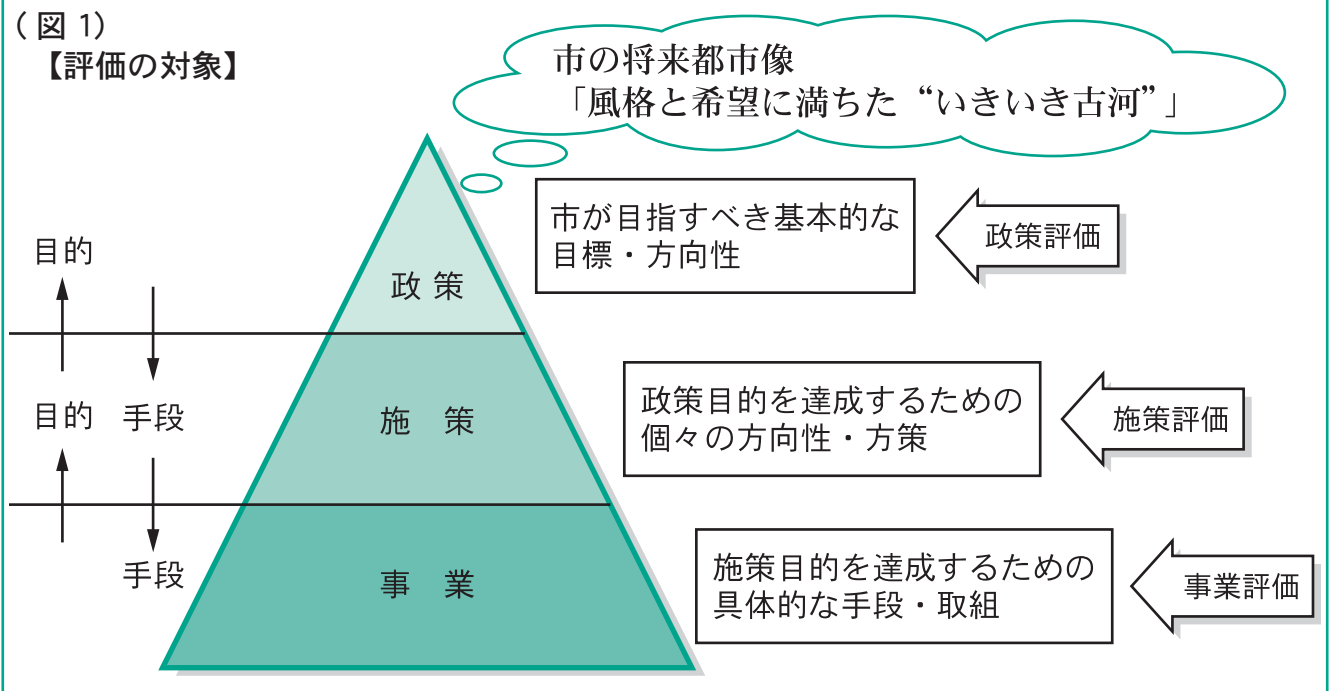 (図 1)
【評価の対象】
市の将来都市像
「風格と希望に満ちた“いきいき古河”」
市が目指すべき基本的な
目標・方向性
政策評価
目的
政 策
政策目的を達成するための
個々の方向性・方策
施策評価
目的 手段
施 策
施策目的を達成するための
具体的な手段・取組
事業評価
手段
事 業